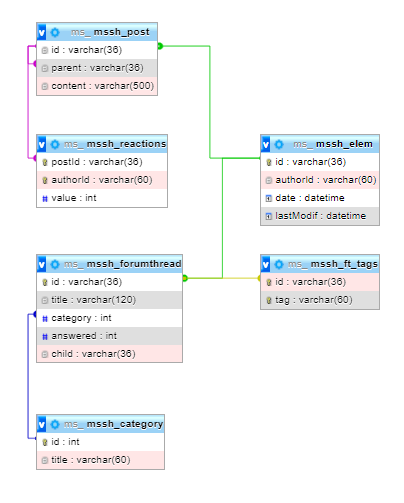 ms_ mssh_post
id : varchar(36)
parent : varchar(36)
content : varchar(500)
ms_ mssh_reactions
postId : varchar(36)
authorId : varchar(60)
# value : int
ms_ mssh_elem
id : varchar(36)
authorId : varchar(60)
date : datetime
lastModif : datetime
ms_ mssh_forumthread
id : varchar(36)
title : varchar(120)
# category : int
# answered : int
child : varchar(36)
ms_ mssh_ft_tags
id : varchar(36)
tag : varchar(60)
ms_ mssh_category
id : int
title : varchar(60)